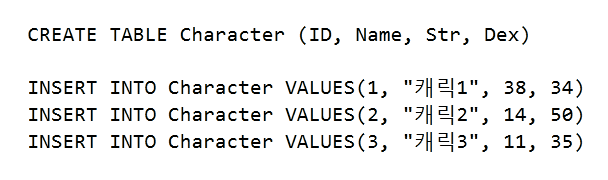 CREATE TABLE Character (ID, Name, Str, Dex)
INSERT INTO Character VALUES(1, "캐릭1", 38, 34)
INSERT INTO Character VALUES(2, "캐릭2", 14, 50)
INSERT INTO Character VALUES(3, "캐릭3", 11, 35)